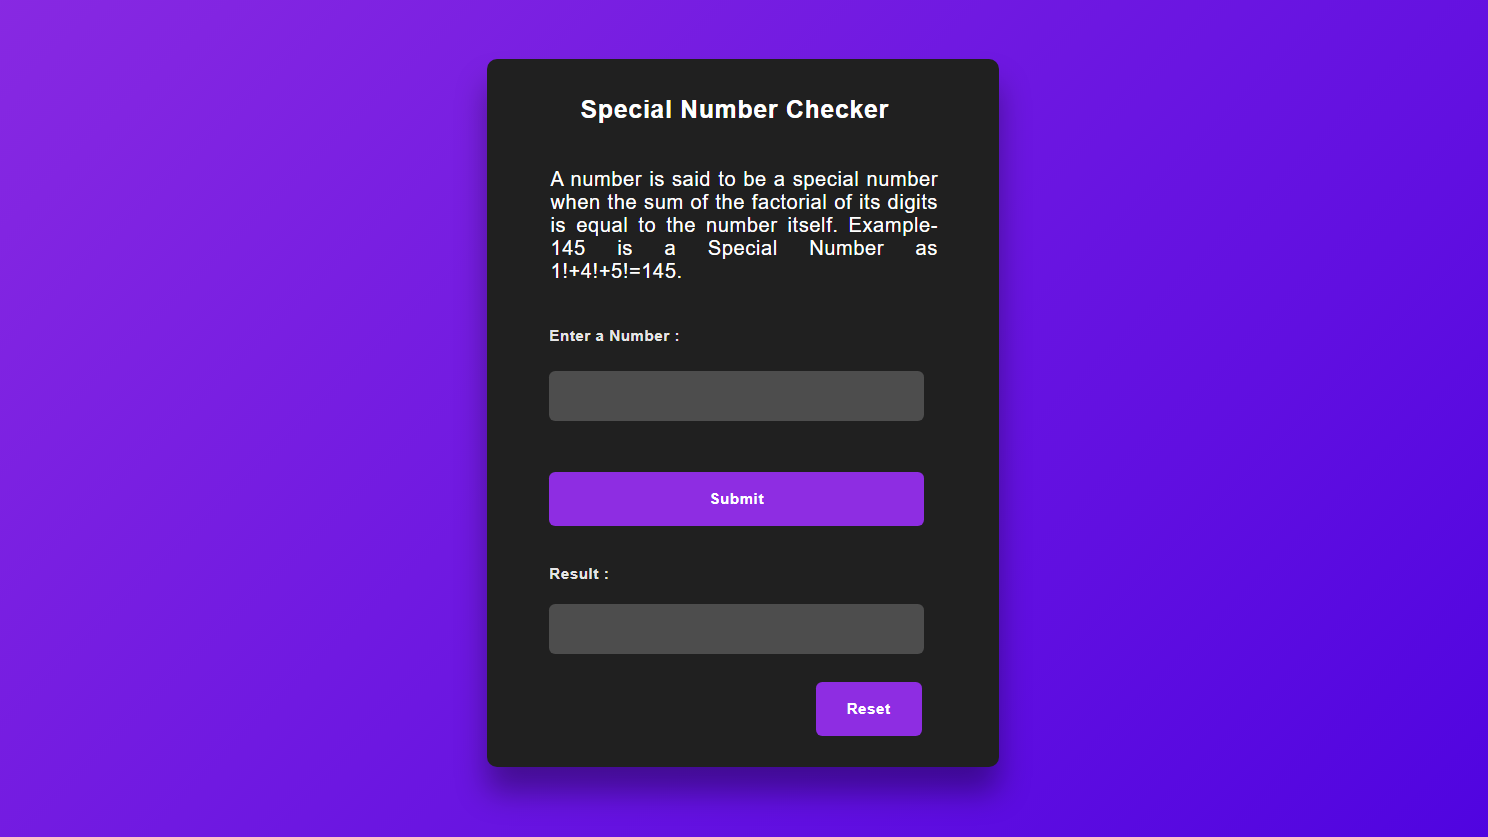 Special Number Checker
A number is said to be a special number
when the sum of the factorial of its digits
is equal to the number itself. Example-
145 is a Special Number as
1!+4!+5!=145.
Enter a Number :
Submit
Result :
Reset